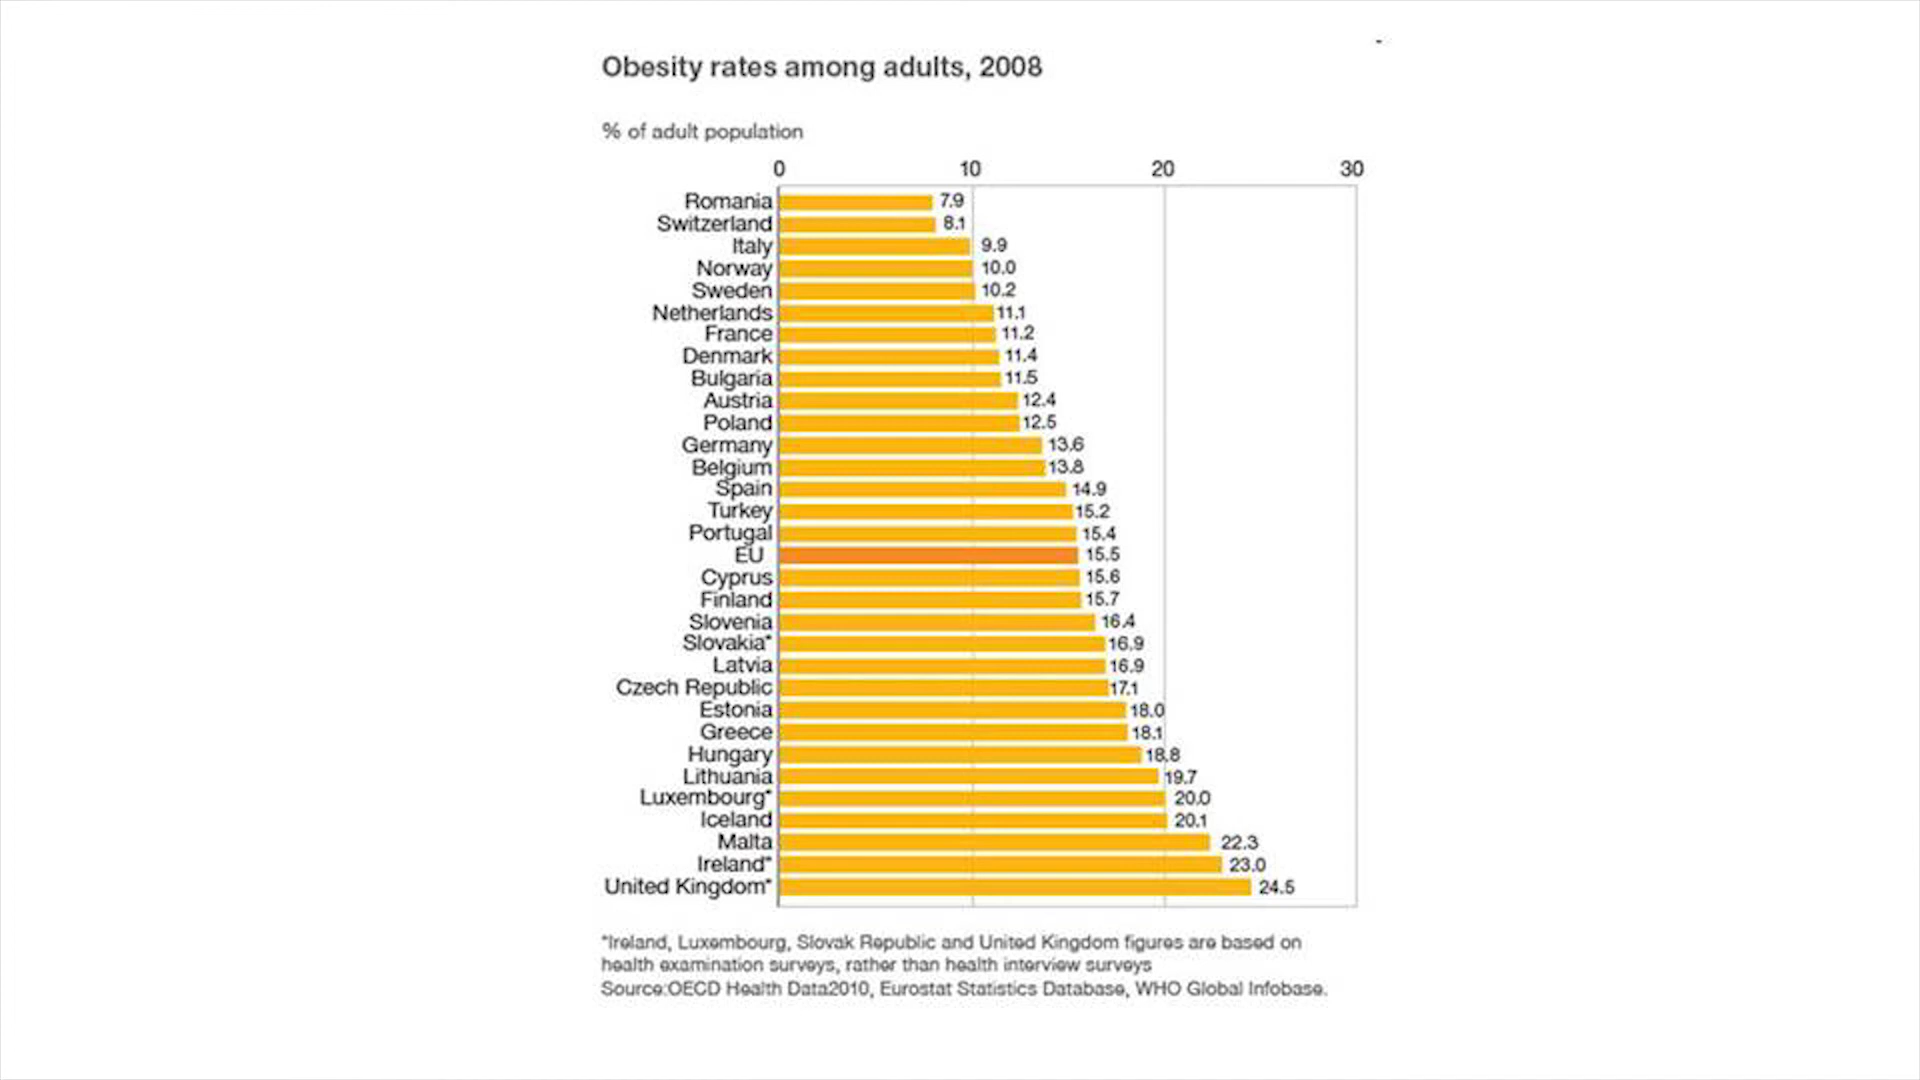 Obesity rates among adults, 2008
% of adult population
0 10 20 30
Romania 7.9
Switzerland 8.1
Italy 9.9
Norway 10.0
Sweden 10.2
Netherlands 11.1
France 11.2
Denmark 11.4
Bulgaria 11.5
Austria 12.4
Poland 12.5
Germany 13.6
Belgium 13.8
Spain 14.9
Turkey 15.2
Portugal 15.4
EU 15.5
Cyprus 15.6
Finland 15.7
Slovenia 16.4
Slovakia* 16.9
Latvia 16.9
Czech Republic 17.1
Estonia 18.0
Greece 18.1
Hungary 18.8
Lithuania 19.7
Luxembourg* 20.0
Iceland 20.1
Malta 22.3
Ireland* 23.0
United Kingdom* 24.5
*Ireland, Luxembourg, Slovak Republic and United Kingdom figures are based on
health examination surveys, rather than health interview surveys
Source:OECD Health Data2010, Eurostat Statistics Database, WHO Global Infobase.